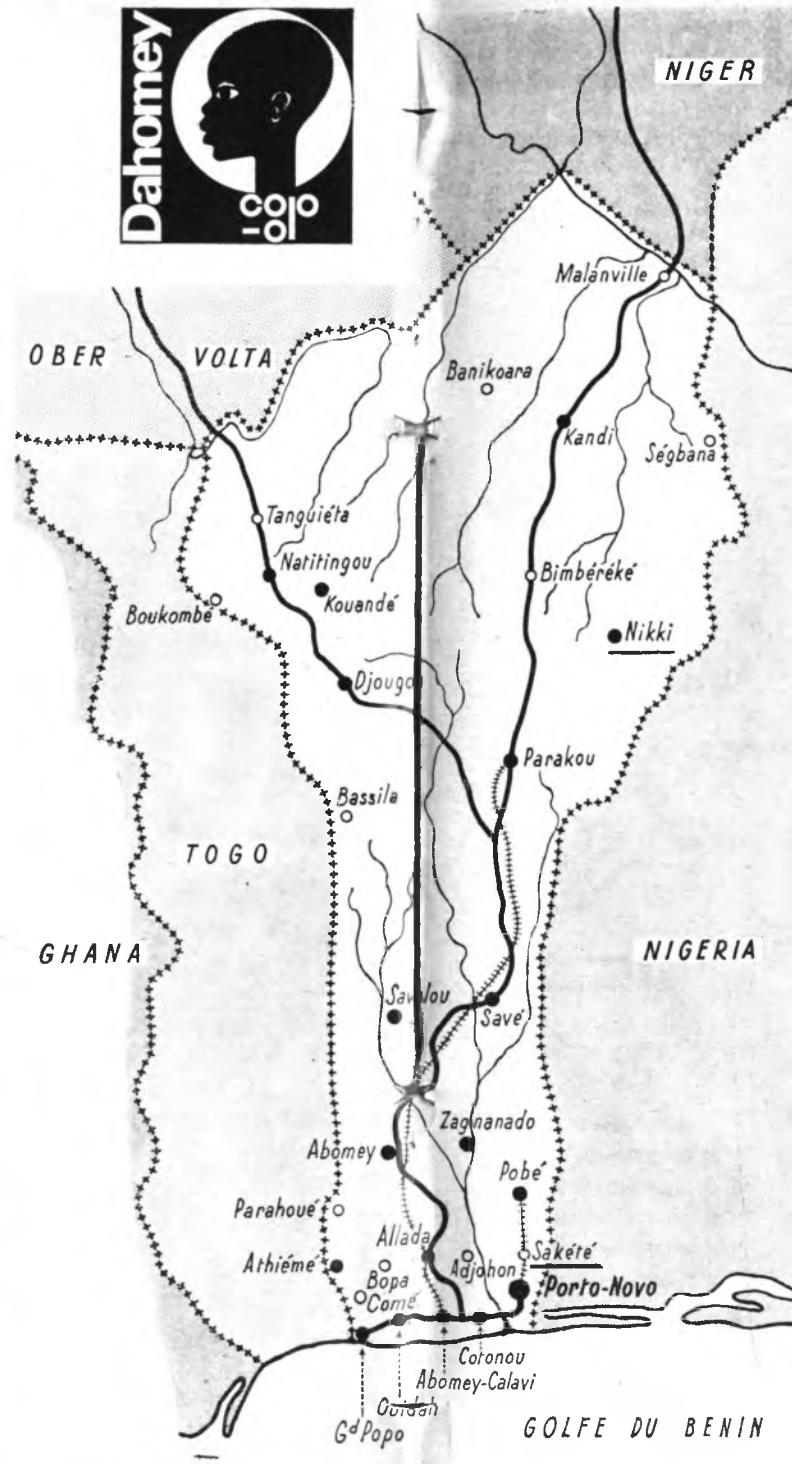 Dahomey
NIGER
Malanville
OBER VOLTA
Banikoara
Kandi
Ségbana
Tanguiéta
Natitingou
Bimbéréké
Kouandé
Boukombé
Nikki
Djougou
Parakou
Bassila
TOGO
GHANA
NIGERIA
Savalou
Savé
Zagnanado
Abomey
Pobé
Parahoué
Allada
Sakété
Athiémé
Bopa
Adjohon
Porto-Novo
Comé
Cotonou
Abomey-Calavi
Ouidah
Gd Popo
GOLFE DU BENIN